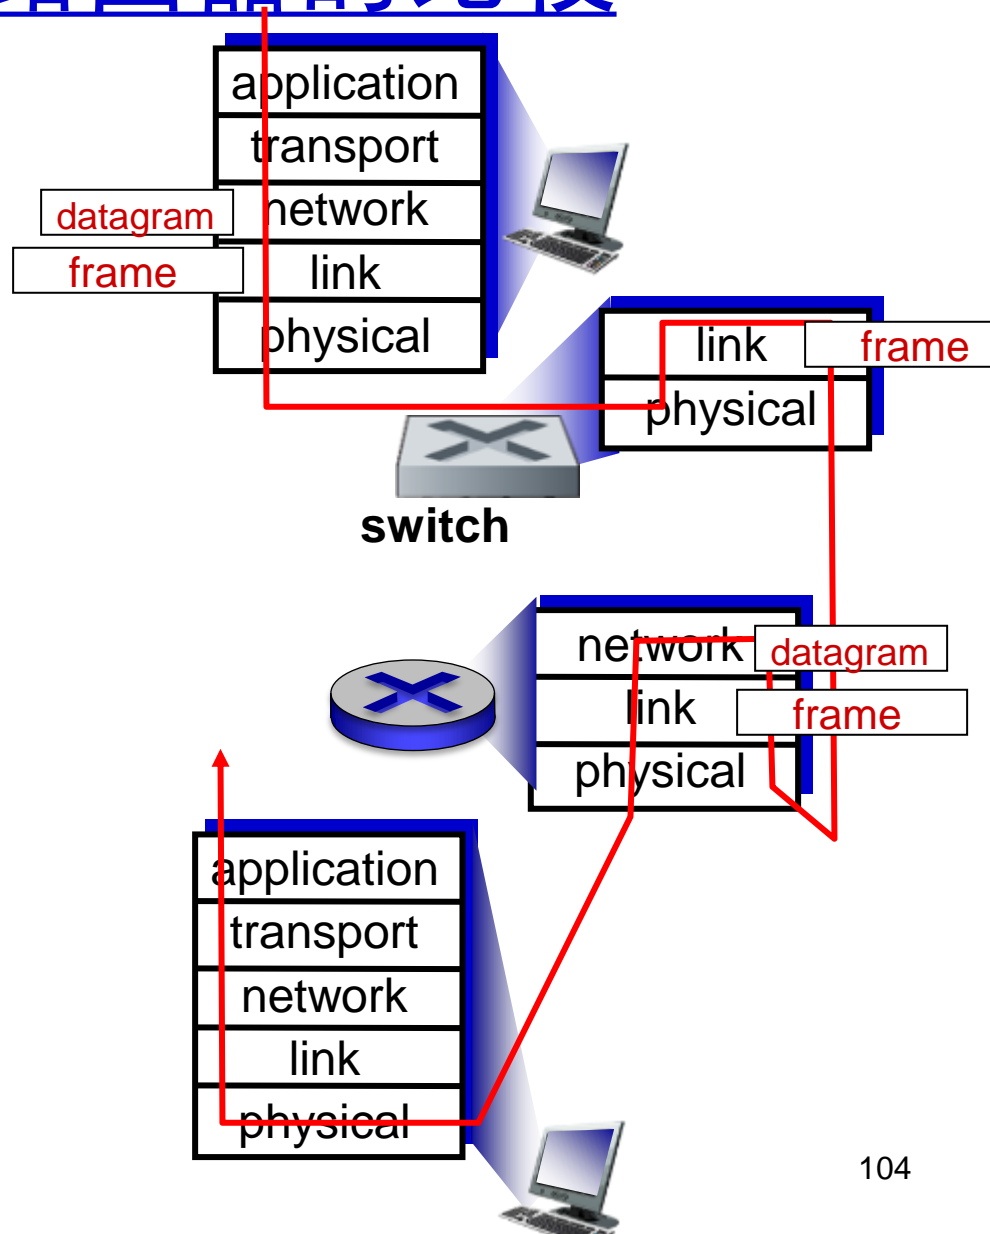 application
transport
datagram network
frame link
physical
link frame
physical
switch
network datagram
link frame
physical
application
transport
network
link
physical
104